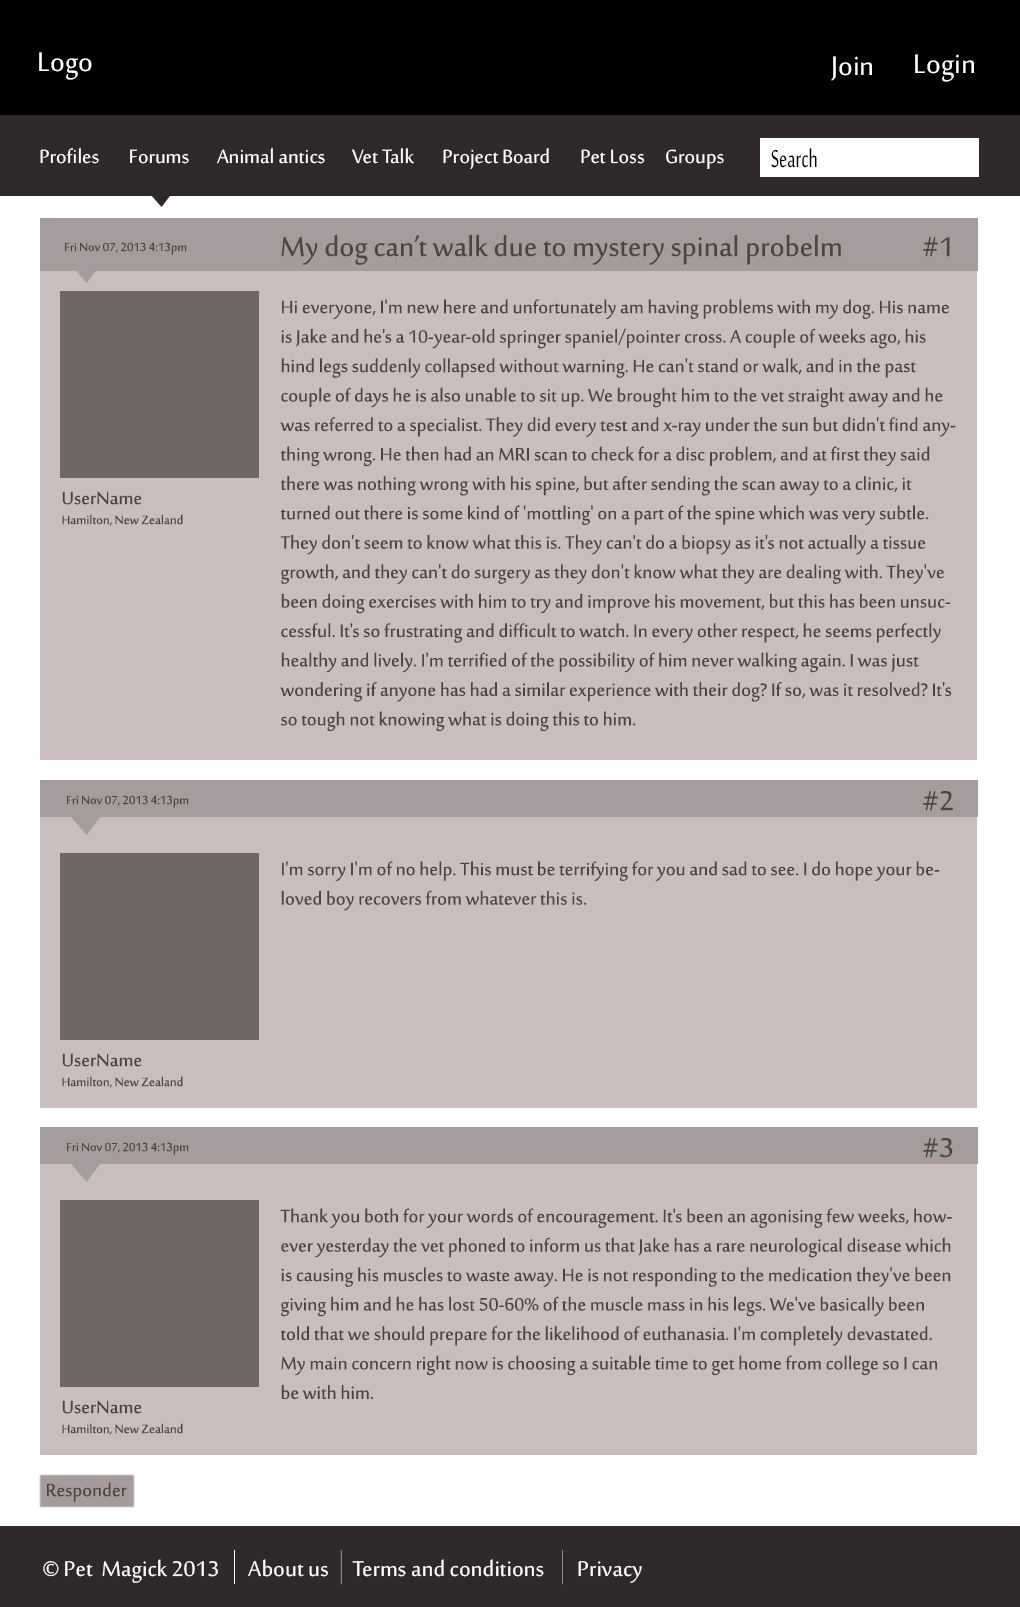 Logo
Join
Login
Profiles Forums Animal antics Vet Talk Project Board Pet Loss Groups Search
Fri Nov 07, 2013 4:13pm My dog can’t walk due to mystery spinal probelm #1
Hi everyone, I'm new here and unfortunately am having problems with my dog. His name
is Jake and he's a 10-year-old springer spaniel/pointer cross. A couple of weeks ago, his
hind legs suddenly collapsed without warning. He can't stand or walk, and in the past
couple of days he is also unable to sit up. We brought him to the vet straight away and he
was referred to a specialist. They did every test and x-ray under the sun but didn't find any-
thing wrong. He then had an MRI scan to check for a disc problem, and at first they said
there was nothing wrong with his spine, but after sending the scan away to a clinic, it
turned out there is some kind of 'mottling' on a part of the spine which was very subtle.
They don't seem to know what this is. They can't do a biopsy as it's not actually a tissue
growth, and they can't do surgery as they don't know what they are dealing with. They've
been doing exercises with him to try and improve his movement, but this has been unsuc-
cessful. It's so frustrating and difficult to watch. In every other respect, he seems perfectly
healthy and lively. I'm terrified of the possibility of him never walking again. I was just
wondering if anyone has had a similar experience with their dog? If so, was it resolved? It's
so tough not knowing what is doing this to him.
UserName
Hamilton, New Zealand
Fri Nov 07, 2013 4:13pm #2
I'm sorry I'm of no help. This must be terrifying for you and sad to see. I do hope your be-
loved boy recovers from whatever this is.
UserName
Hamilton, New Zealand
Fri Nov 07, 2013 4:13pm #3
Thank you both for your words of encouragement. It's been an agonising few weeks, how-
ever yesterday the vet phoned to inform us that Jake has a rare neurological disease which
is causing his muscles to waste away. He is not responding to the medication they've been
giving him and he has lost 50-60% of the muscle mass in his legs. We've basically been
told that we should prepare for the likelihood of euthanasia. I'm completely devastated.
My main concern right now is choosing a suitable time to get home from college so I can
be with him.
UserName
Hamilton, New Zealand
Responder
© Pet Magick 2013 About us Terms and conditions Privacy